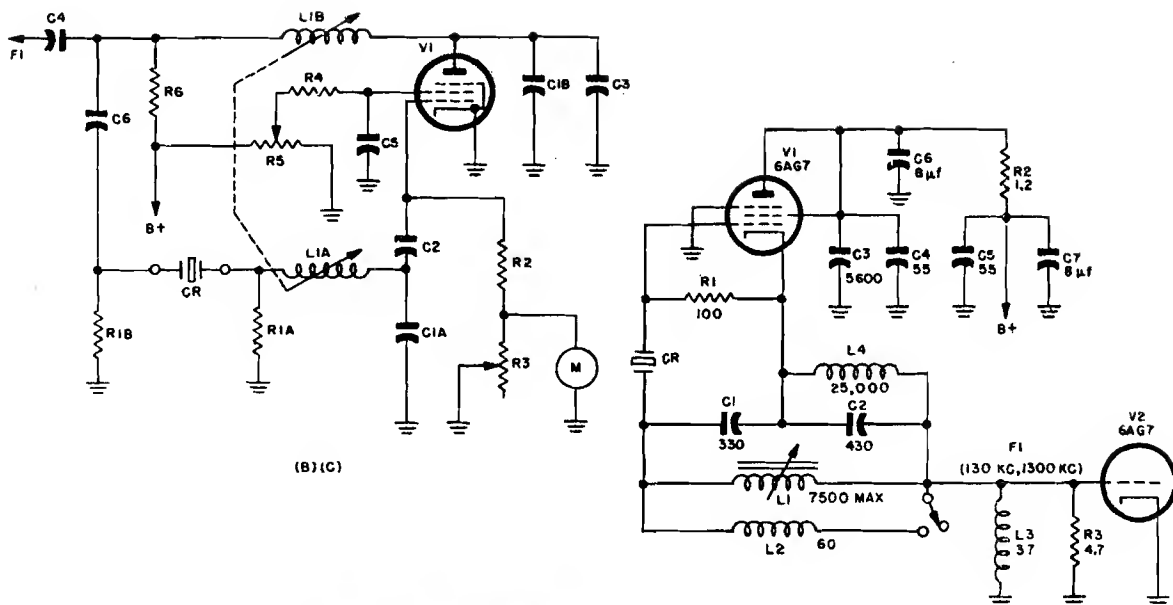 C4
L1B
V1
F1
R4
C1B
C3
R6
C6
C5
R5
B+
L1A
C2
R2
CR
R1B
R1A
C1A
R3
M
(B)(C)
V1
6AG7
C6
8 µf
R2
1.2
C3
5600
C4
55
C5
55
C7
8 µf
B+
R1
100
CR
L4
25,000
C1
330
C2
430
V2
6AG7
F1
(130 KC, 1300 KC)
L1
7500 MAX
L2
60
L3
37
R3
4.7